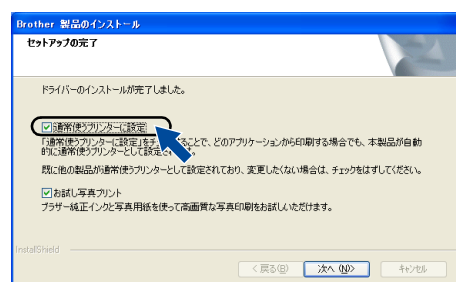 Brother 製品のインストール
セットアップの完了
ドライバーのインストールが完了しました。
通常使うプリンターに設定
「通常使うプリンターに設定」をチ ることで、どのアプリケーションから印刷する場合でも、本製品が自動
的に通常使うプリンターとして設定さ す。
既に他の製品が通常使うプリンターとして設定されており、変更したくない場合は、チェックをはずしてください。
お試し写真プリント
ブラザー純正インクと写真用紙を使って高画質な写真印刷をお試しいただけます。
InstallShield
< 戻る(B) 次へ (N)> キャンセル